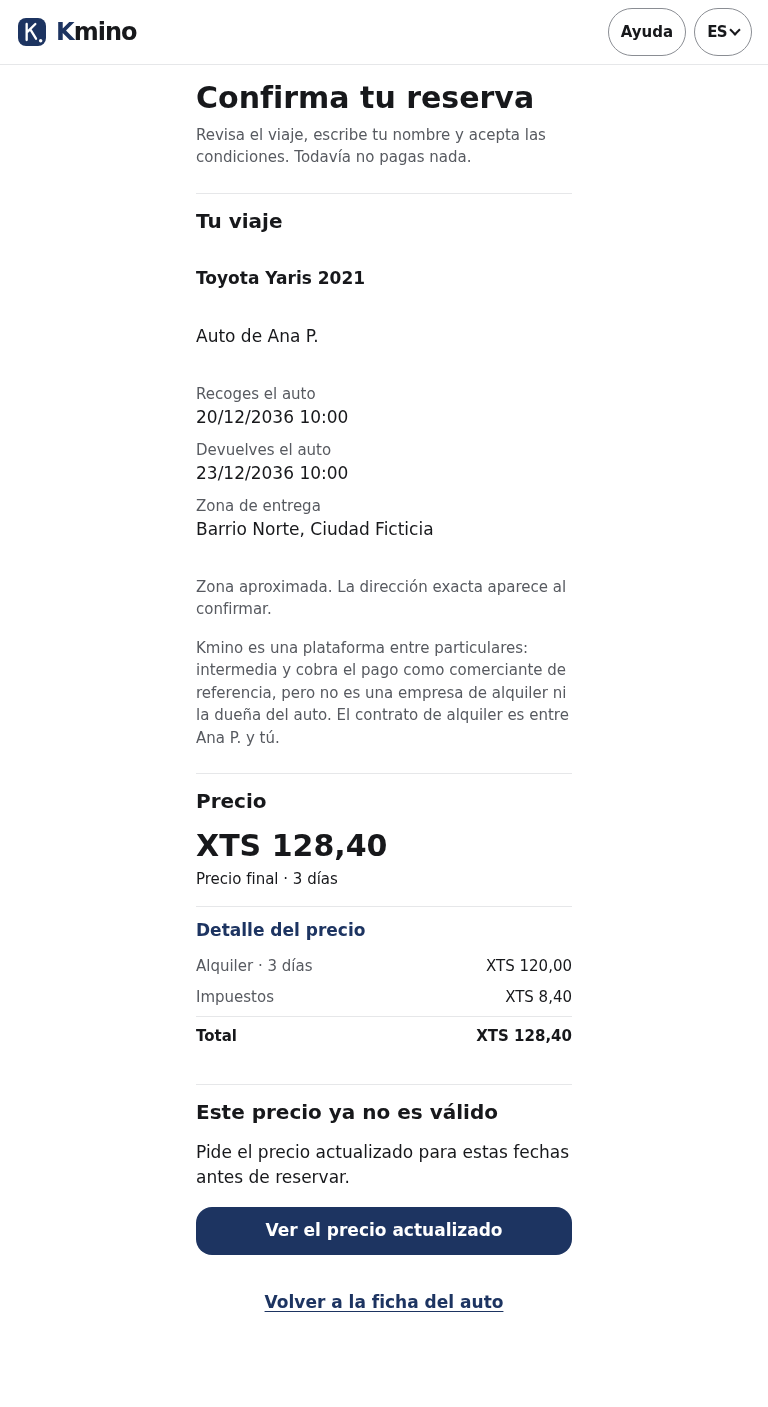 K. Kmino
Ayuda
ES
Confirma tu reserva
Revisa el viaje, escribe tu nombre y acepta las
condiciones. Todavía no pagas nada.
Tu viaje
Toyota Yaris 2021
Auto de Ana P.
Recoges el auto
20/12/2036 10:00
Devuelves el auto
23/12/2036 10:00
Zona de entrega
Barrio Norte, Ciudad Ficticia
Zona aproximada. La dirección exacta aparece al
confirmar.
Kmino es una plataforma entre particulares:
intermedia y cobra el pago como comerciante de
referencia, pero no es una empresa de alquiler ni
la dueña del auto. El contrato de alquiler es entre
Ana P. y tú.
Precio
XTS 128,40
Precio final · 3 días
Detalle del precio
Alquiler · 3 días XTS 120,00
Impuestos XTS 8,40
Total XTS 128,40
Este precio ya no es válido
Pide el precio actualizado para estas fechas
antes de reservar.
Ver el precio actualizado
Volver a la ficha del auto